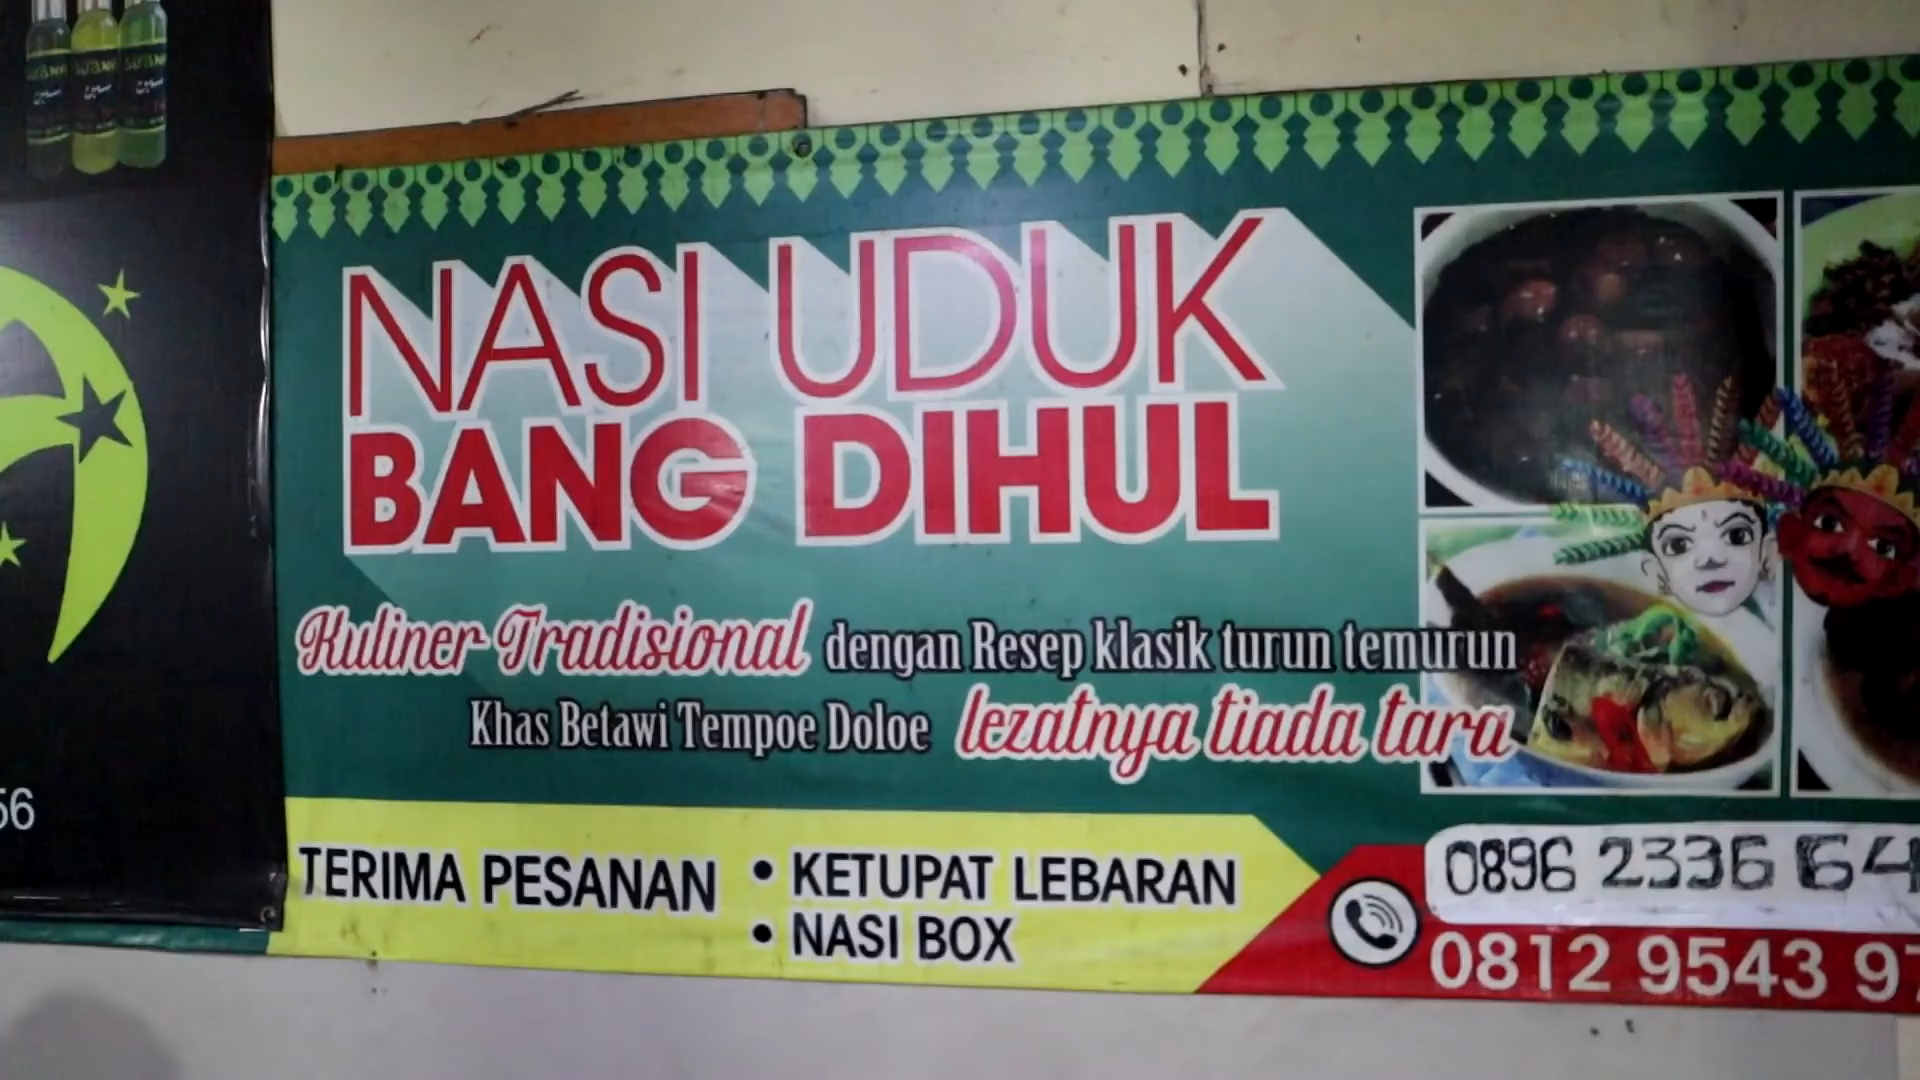 NASI UDUK
BANG DIHUL
Kuliner Tradisional dengan Resep klasik turun temurun
Khas Betawi Tempoe Doloe lezatnya tiada tara
TERIMA PESANAN • KETUPAT LEBARAN
• NASI BOX
0896 2336 64
0812 9543 97
56